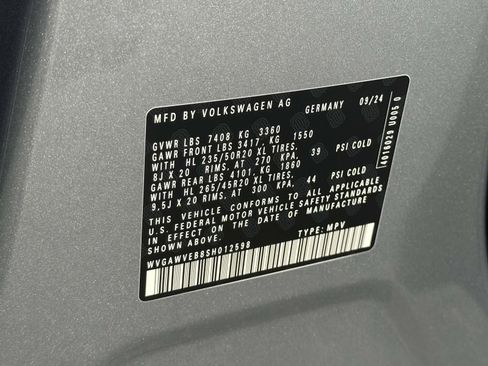 MFD BY VOLKSWAGEN AG GERMANY 09/24
GVWR LBS 7408 KG 3360
GAWR FRONT LBS 3417, KG 1550
WITH HL 235/50R20 XL TIRES,
8J X 20 RIMS, AT 270 KPA, 39 PSI COLD
GAWR REAR LBS 4101, KG 1860
WITH HL 265/45R20 XL TIRES,
9,5J X 20 RIMS, AT 300 KPA, 44 PSI COLD
THIS VEHICLE CONFORMS TO ALL APPLICABLE
U.S. FEDERAL MOTOR VEHICLE SAFETY STANDARDS
IN EFFECT ON THE DATE OF MANUFACTURE
SHOWN ABOVE.
WVGAWVEB8SH012598 TYPE: MPV
4016029 U005 0